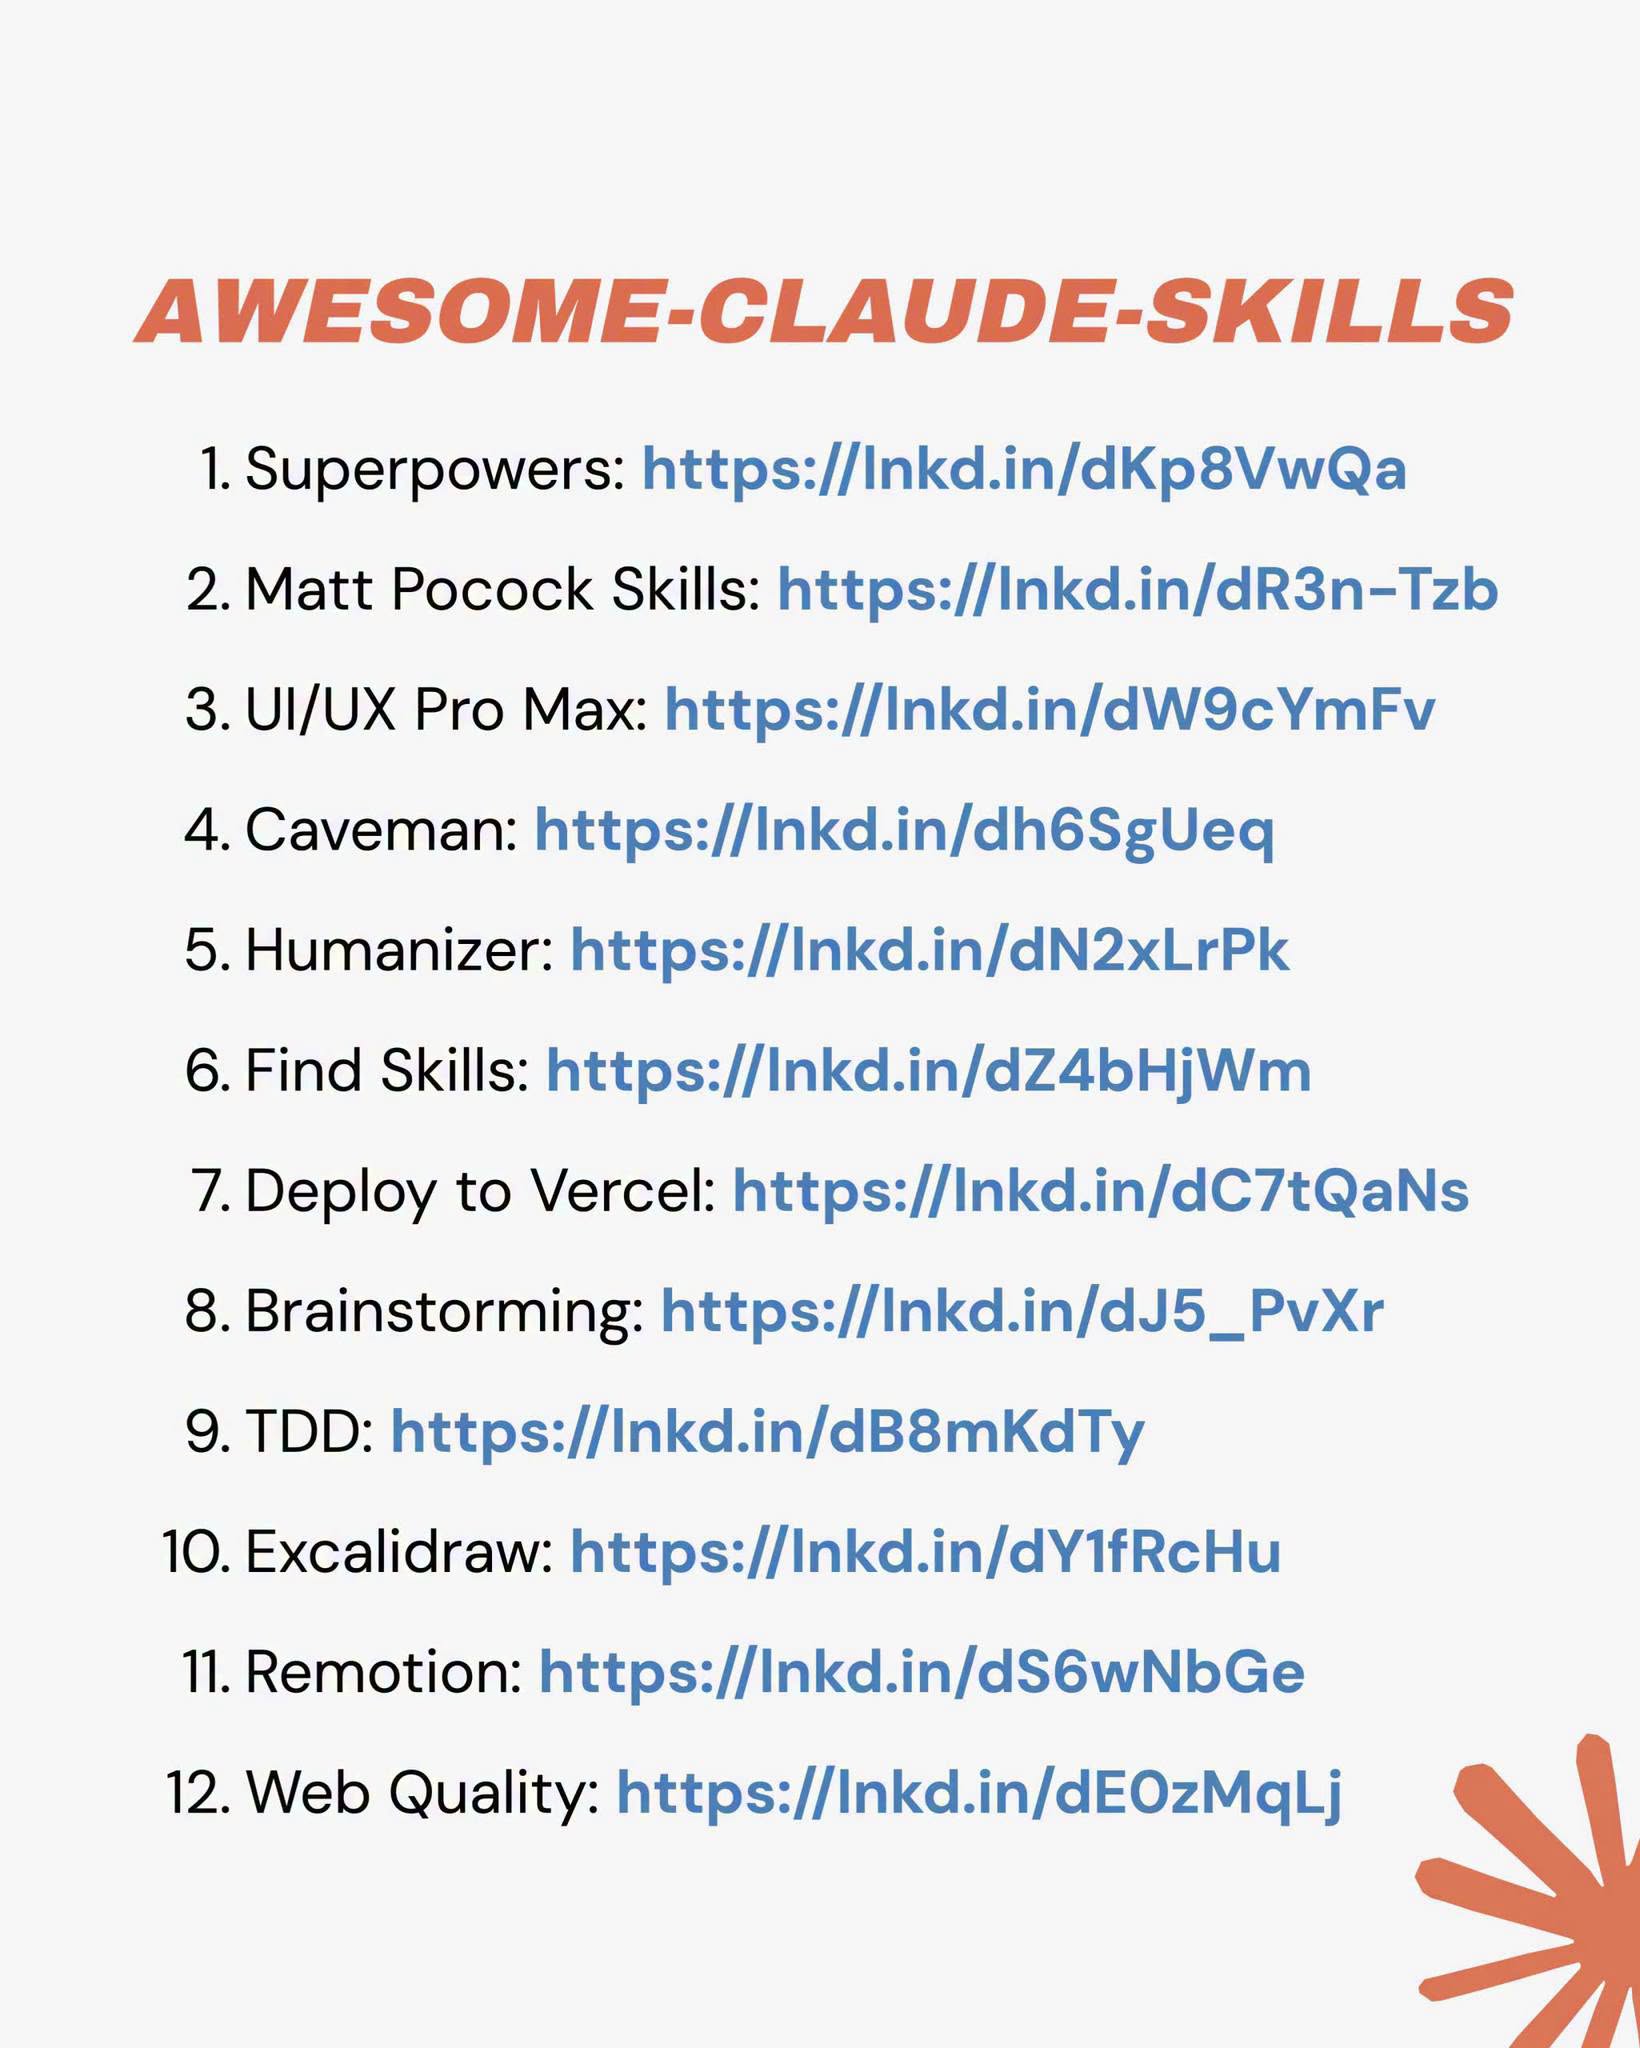 AWESOME-CLAUDE-SKILLS
1. Superpowers: https://lnkd.in/dKp8VwQa
2. Matt Pocock Skills: https://lnkd.in/dR3n-Tzb
3. UI/UX Pro Max: https://lnkd.in/dW9cYmFv
4. Caveman: https://lnkd.in/dh6SgUeq
5. Humanizer: https://lnkd.in/dN2xLrPk
6. Find Skills: https://lnkd.in/dZ4bHjWm
7. Deploy to Vercel: https://lnkd.in/dC7tQaNs
8. Brainstorming: https://lnkd.in/dJ5_PvXr
9. TDD: https://lnkd.in/dB8mKdTy
10. Excalidraw: https://lnkd.in/dY1fRcHu
11. Remotion: https://lnkd.in/dS6wNbGe
12. Web Quality: https://lnkd.in/dE0zMqLj